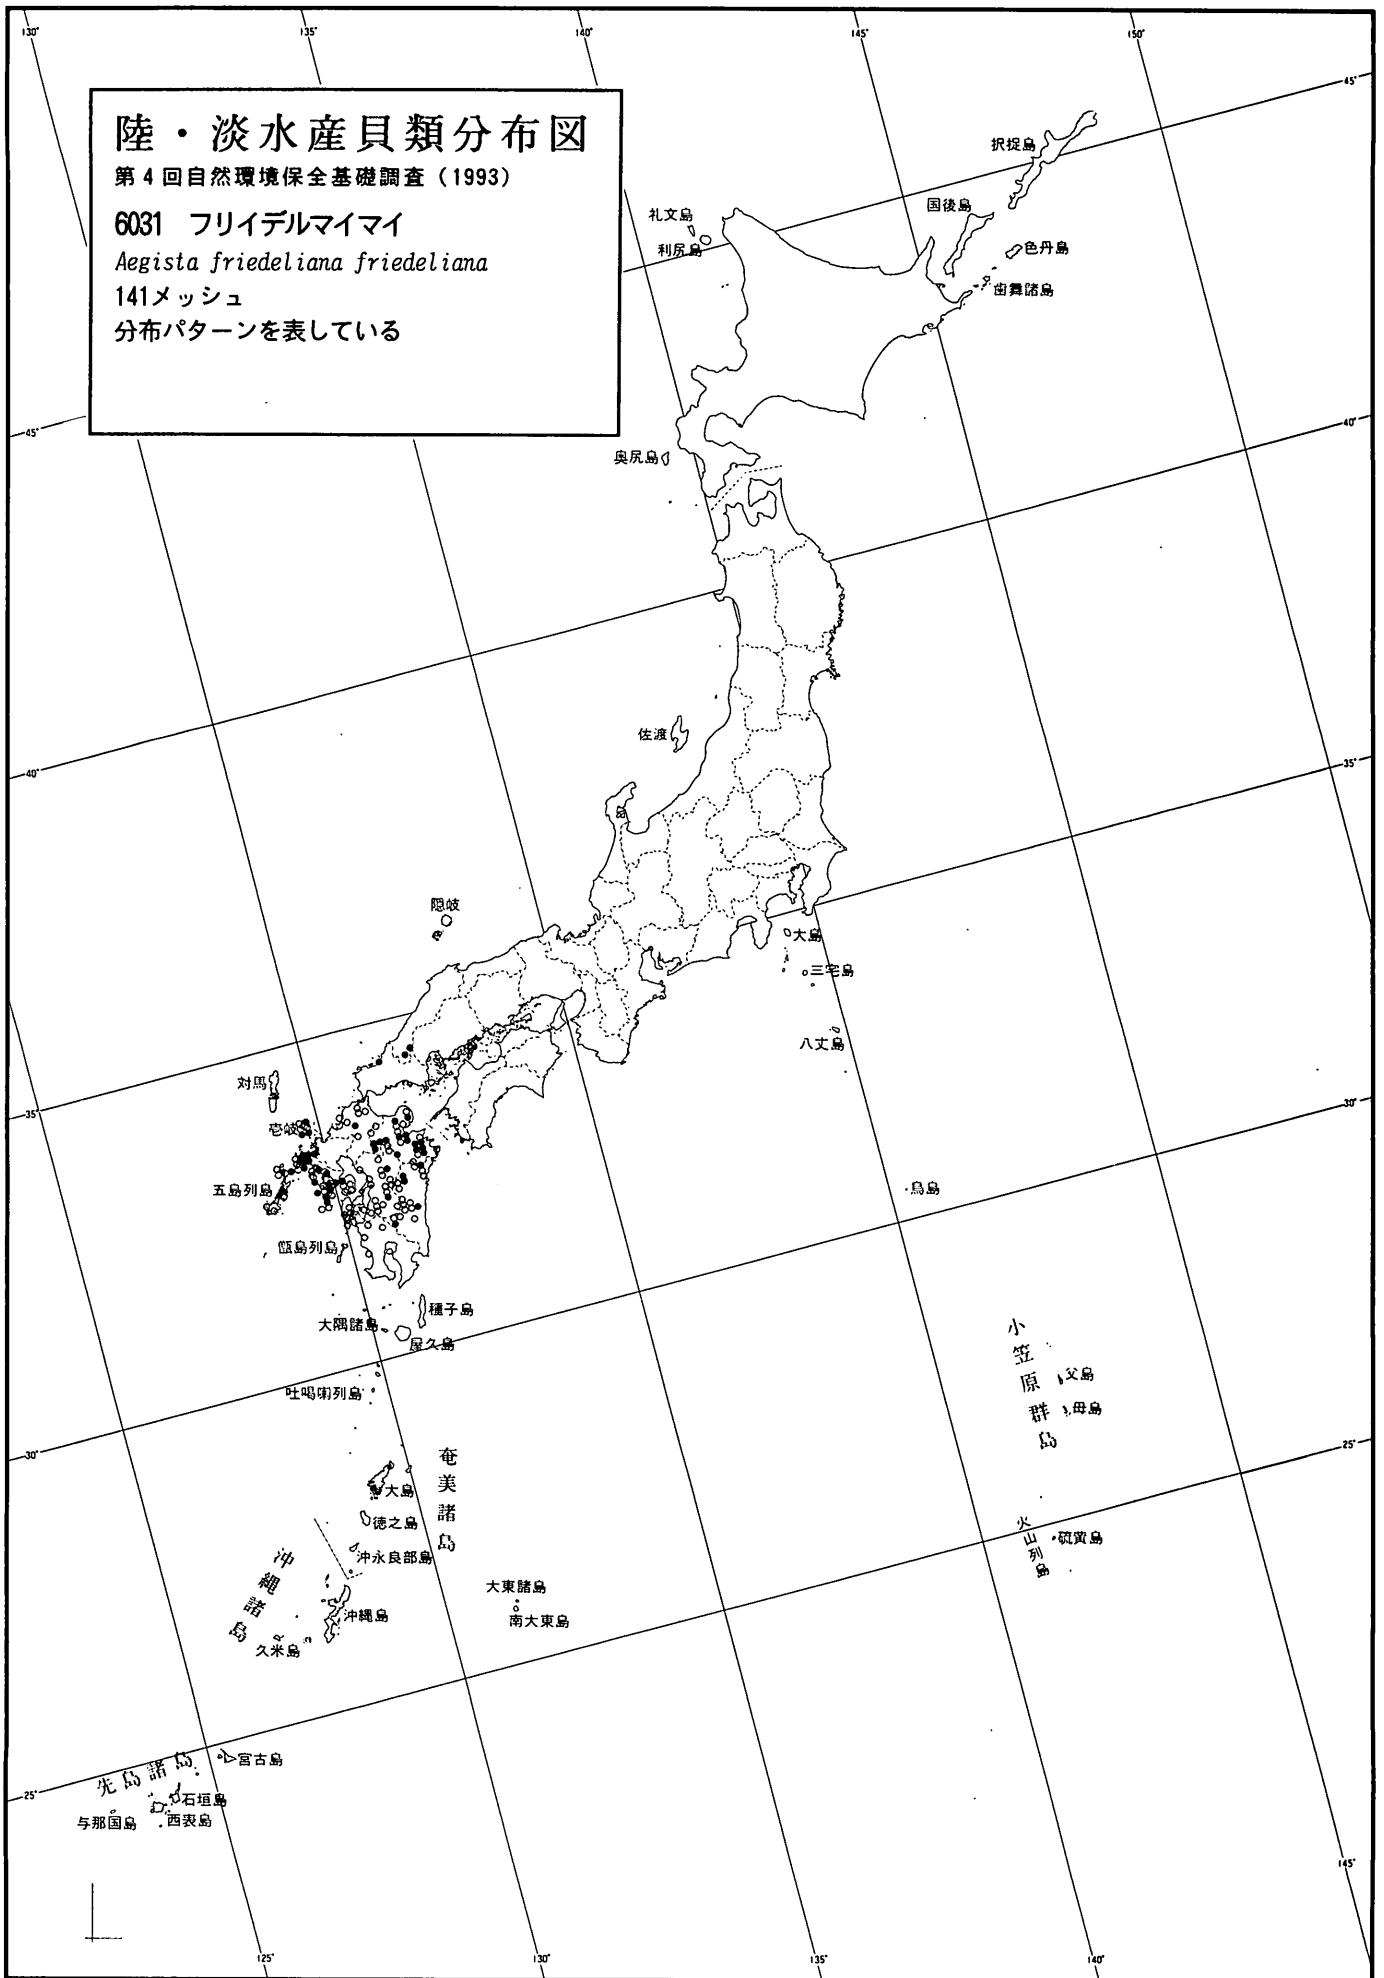 130°
135°
140°
145°
150°
45°
陸・淡水産貝類分布図
第4回自然環境保全基礎調査（1993）
6031 フリイデルマイマイ
Aegista friedeliana friedeliana
141メッシュ
分布パターンを表している
択捉島
国後島
色丹島
歯舞諸島
礼文島
利尻島
45°
40°
奥尻島
佐渡
40°
35°
隠岐
大島
三宅島
八丈島
対馬
35°
壱岐
30°
五島列島
鳥島
甑島列島
種子島
大隅諸島
屋久島
吐噶喇列島
小笠原群島
父島
母島
30°
25°
奄美諸島
大島
徳之島
沖永良部島
火山列島
硫黄島
沖縄諸島
沖縄島
久米島
大東諸島
南大東島
先島諸島
宮古島
25°
石垣島
西表島
与那国島
145°
125°
130°
135°
140°